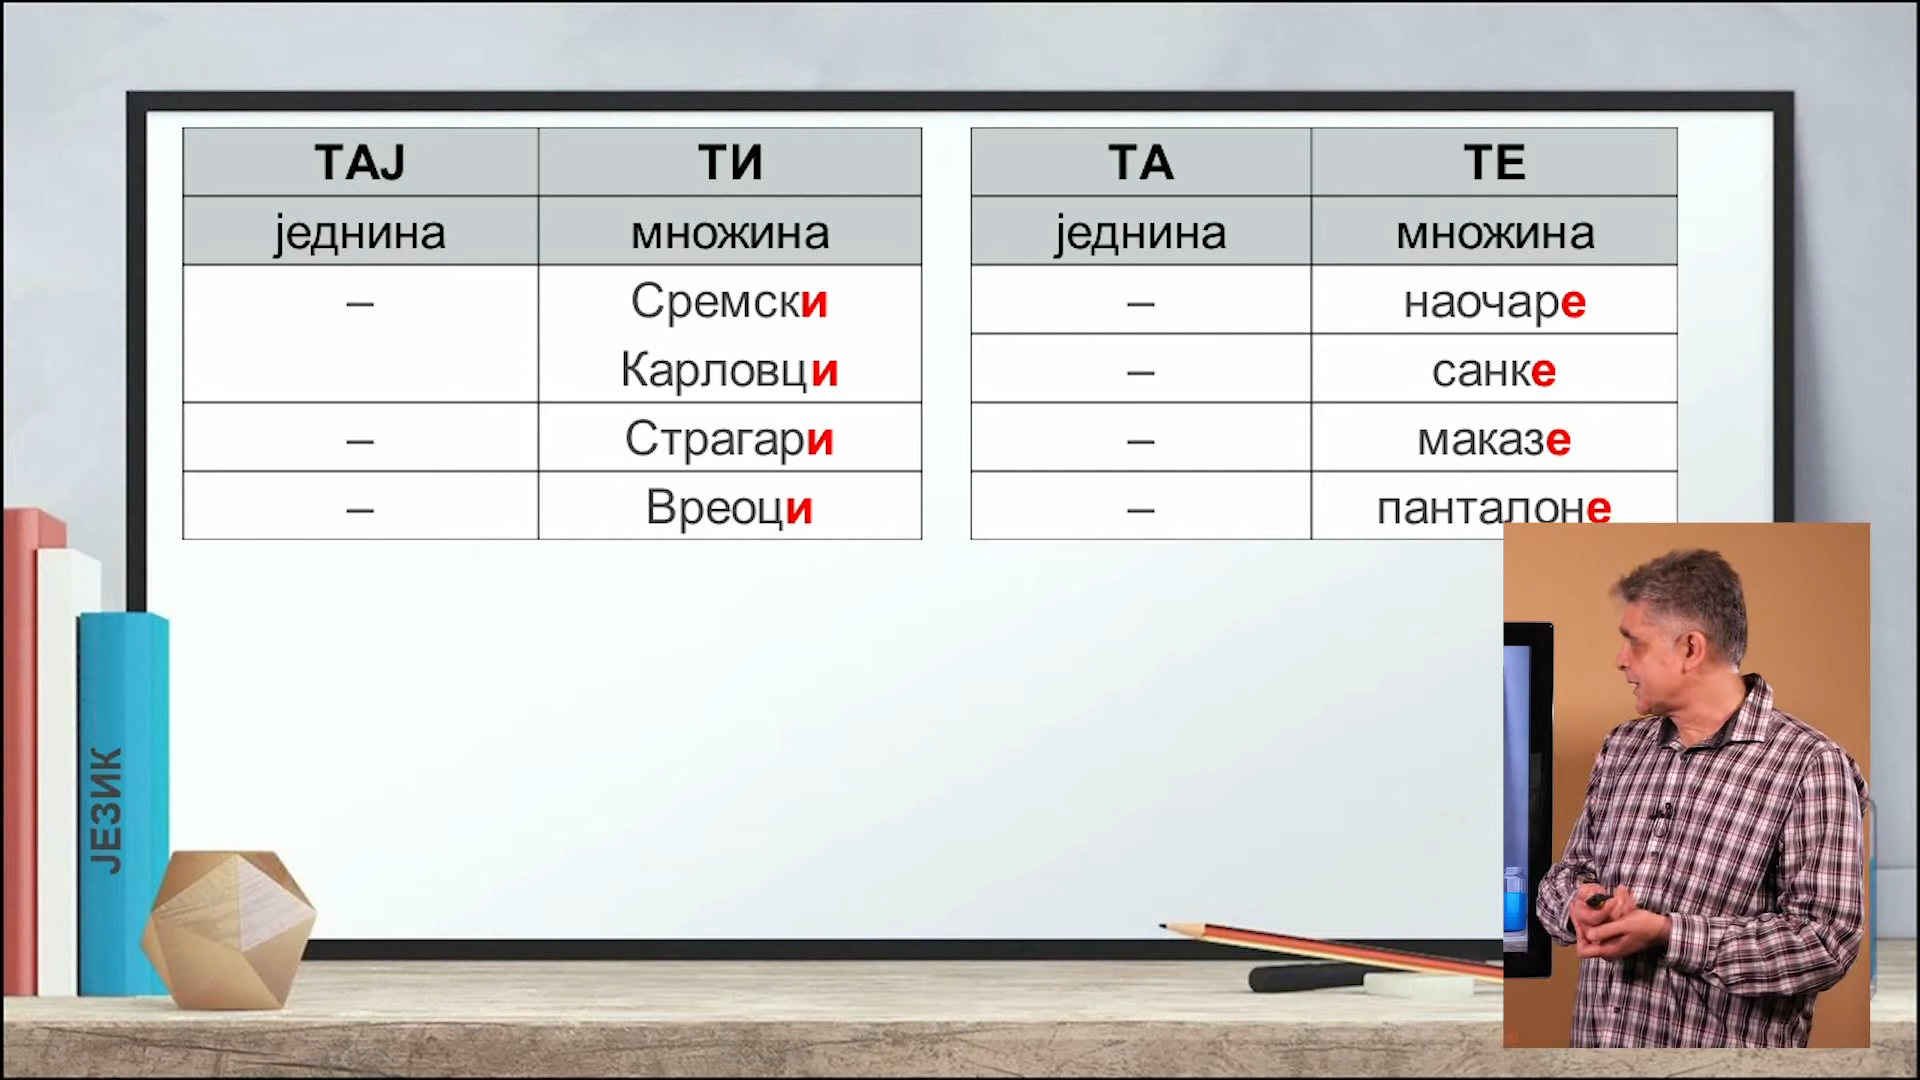 ТАЈ ТИ
једнина множина
– Сремски
Карловци
– Страгари
– Вреоци
ТА ТЕ
једнина множина
– наочаре
– санке
– маказе
– панталоне
ЈЕЗИК